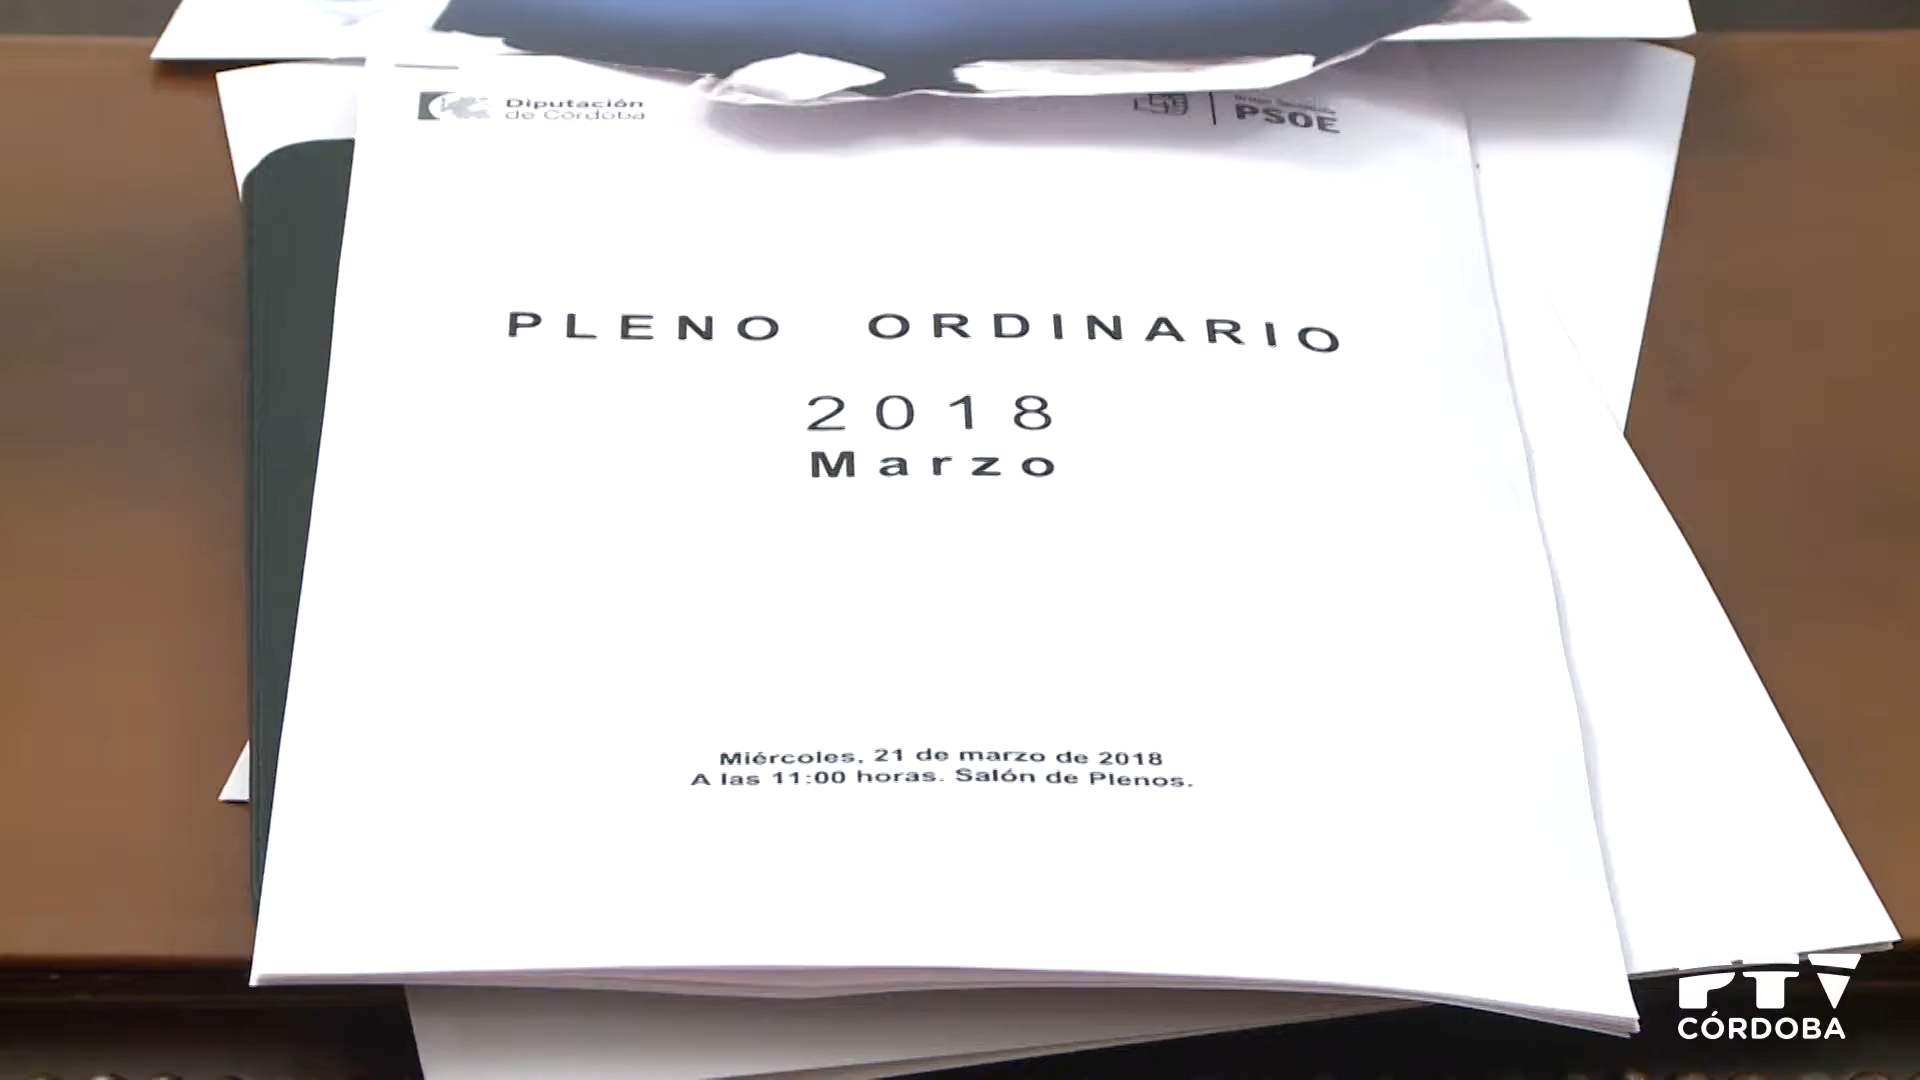 Diputación
de Córdoba
PSOE
PLENO ORDINARIO
2018
Marzo
Miércoles, 21 de marzo de 2018
A las 11:00 horas. Salón de Plenos.
PTV
CÓRDOBA